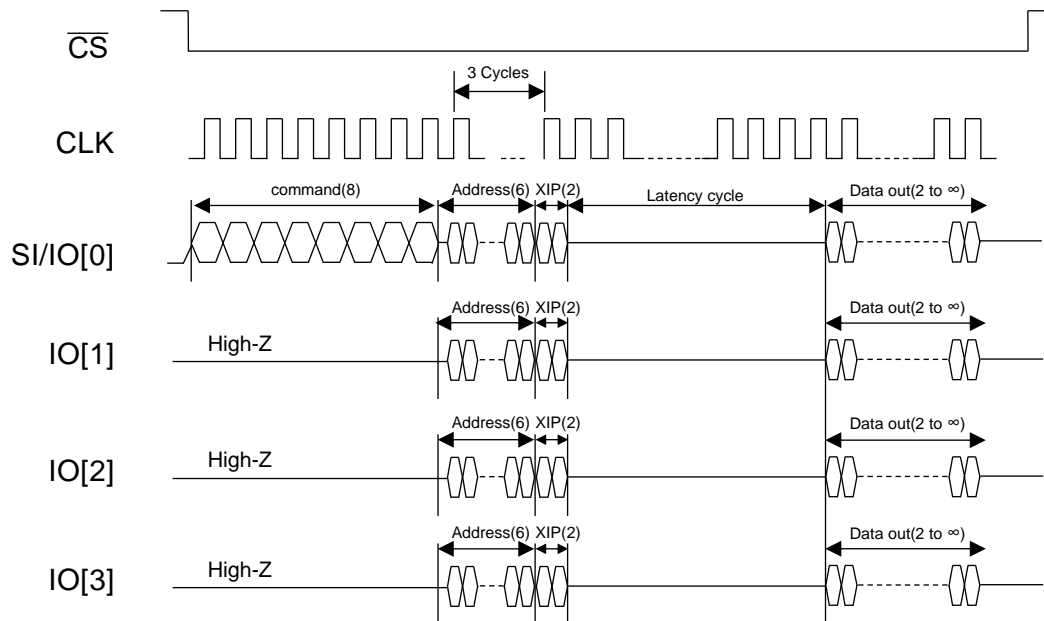 CS
3 Cycles
CLK
command(8) Address(6) XIP(2) Latency cycle Data out(2 to ∞)
SI/IO[0]
Address(6) XIP(2) Data out(2 to ∞)
IO[1] High-Z
Address(6) XIP(2) Data out(2 to ∞)
IO[2] High-Z
Address(6) XIP(2) Data out(2 to ∞)
IO[3] High-Z